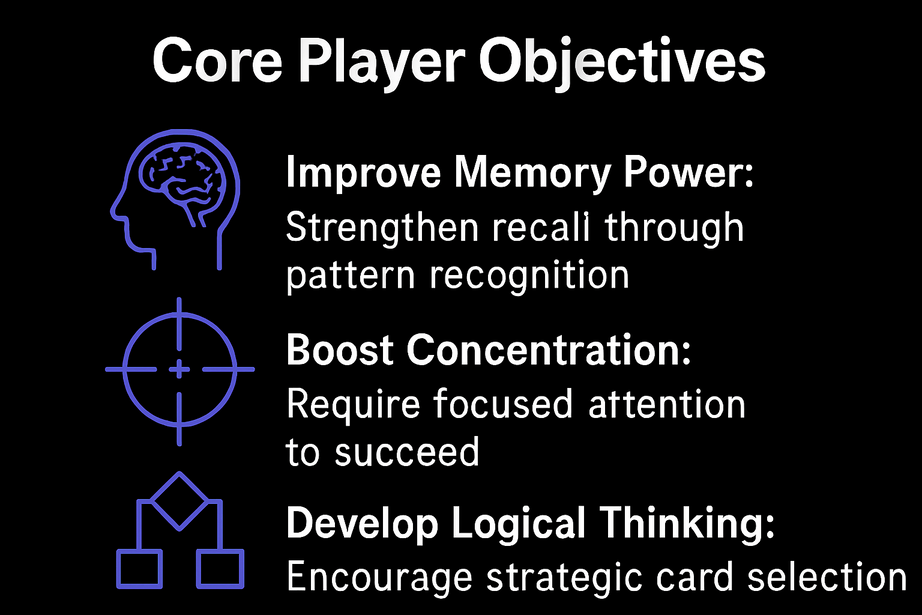 Core Player Objectives
Improve Memory Power:
Strengthen recall through
pattern recognition
Boost Concentration:
Require focused attention
to succeed
Develop Logical Thinking:
Encourage strategic card selection